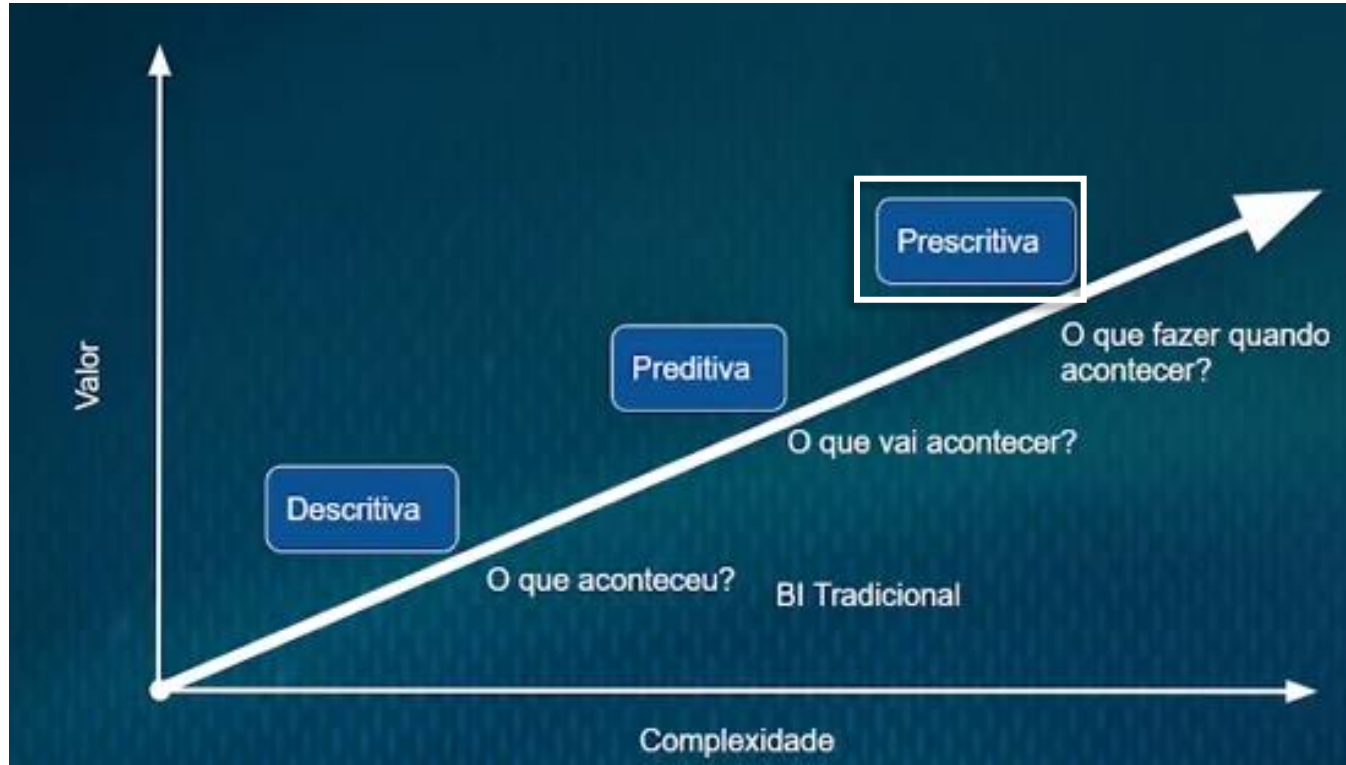 Valor
Prescritiva
O que fazer quando
acontecer?
Preditiva
O que vai acontecer?
Descritiva
O que aconteceu?
BI Tradicional
Complexidade